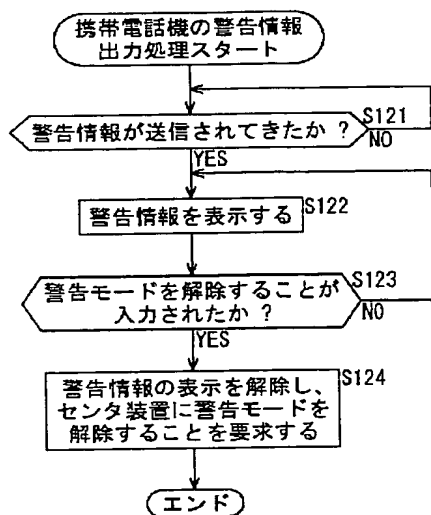 携帯電話機の警告情報
出力処理スタート
警告情報が送信されてきたか ?
S121
NO
YES
警告情報を表示する
S122
警告モードを解除することが
入力されたか ?
S123
NO
YES
警告情報の表示を解除し、
センタ装置に警告モードを
解除することを要求する
S124
エンド